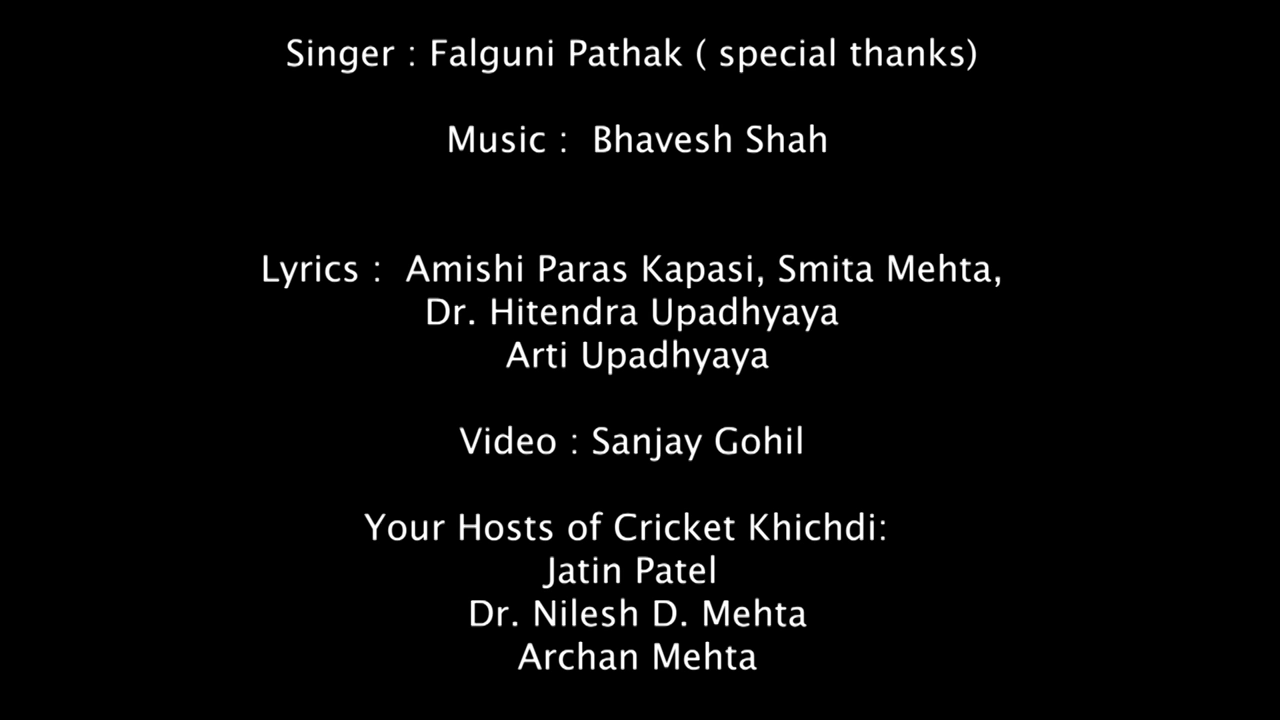 Singer : Falguni Pathak ( special thanks)
Music :  Bhavesh Shah
Lyrics :  Amishi Paras Kapasi, Smita Mehta,
Dr. Hitendra Upadhyaya
Arti Upadhyaya
Video : Sanjay Gohil
Your Hosts of Cricket Khichdi:
Jatin Patel
Dr. Nilesh D. Mehta
Archan Mehta